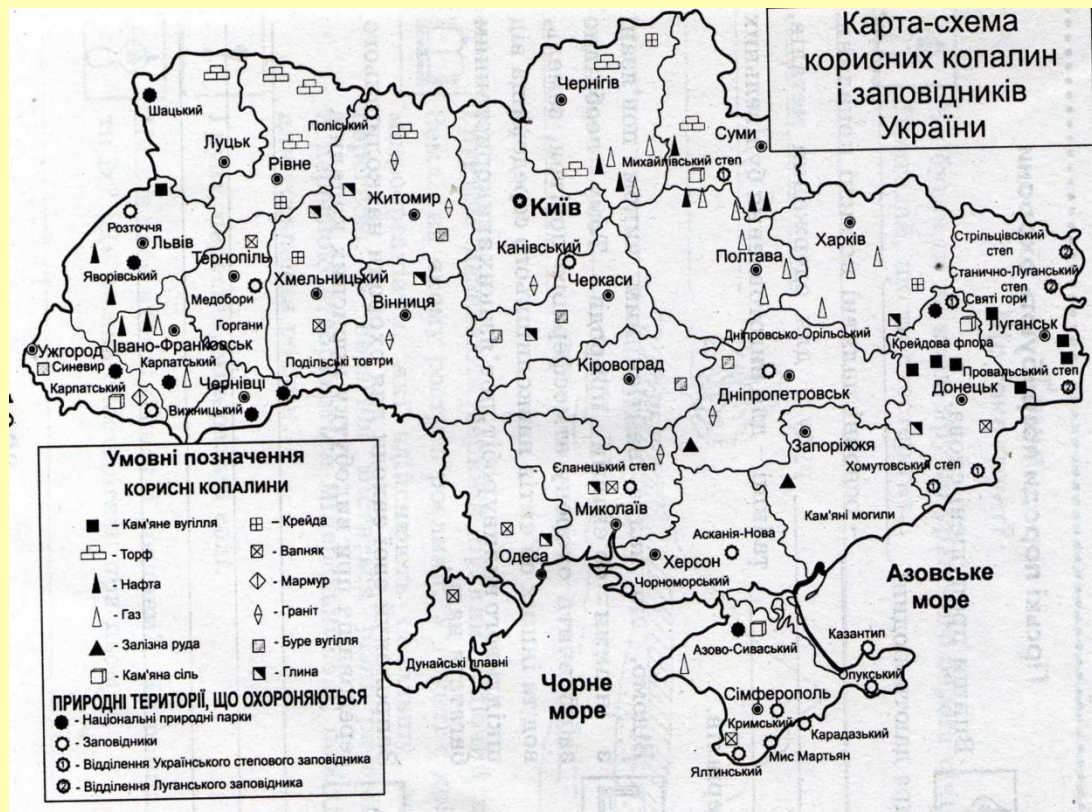 Карта-схема
корисних копалин
і заповідників
України
Шацький
Луцьк
Рівне
Поліський
Житомир
Чернігів
Київ
Суми
Михайлівський степ
Розточчя
Львів
Яворівський
Тернопіль
Медобори
Хмельницький
Вінниця
Канівський
Черкаси
Полтава
Харків
Стрільцівський
степ
Станично-Луганський
степ
Святі гори
Луганськ
Крейдова флора
Провальський степ
Донецьк
Горгани
Івано-Франківськ
Ужгород
Синевир
Карпатський
Карпатський
Чернівці
Вижницький
Подільські товтри
Кіровоград
Дніпровсько-Орільський
Дніпропетровськ
Запоріжжя
Хомутовський степ
Кам'яні могили
Єланецький степ
Миколаїв
Одеса
Асканія-Нова
Херсон
Чорноморський
Азовське
море
Дунайські плавні
Чорне
море
Азово-Сиваський
Казантип
Опукський
Сімферополь
Кримський
Карадазький
Мис Мартьян
Ялтинський
Умовні позначення
КОРИСНІ КОПАЛИНИ
– Кам'яне вугілля
- Торф
- Нафта
- Газ
- Залізна руда
- Кам'яна сіль
- Крейда
- Вапняк
- Мармур
- Граніт
- Буре вугілля
- Глина
ПРИРОДНІ ТЕРИТОРІЇ, ЩО ОХОРОНЯЮТЬСЯ
- Національні природні парки
- Заповідники
1 - Відділення Українського степового заповідника
2 - Відділення Луганського заповідника